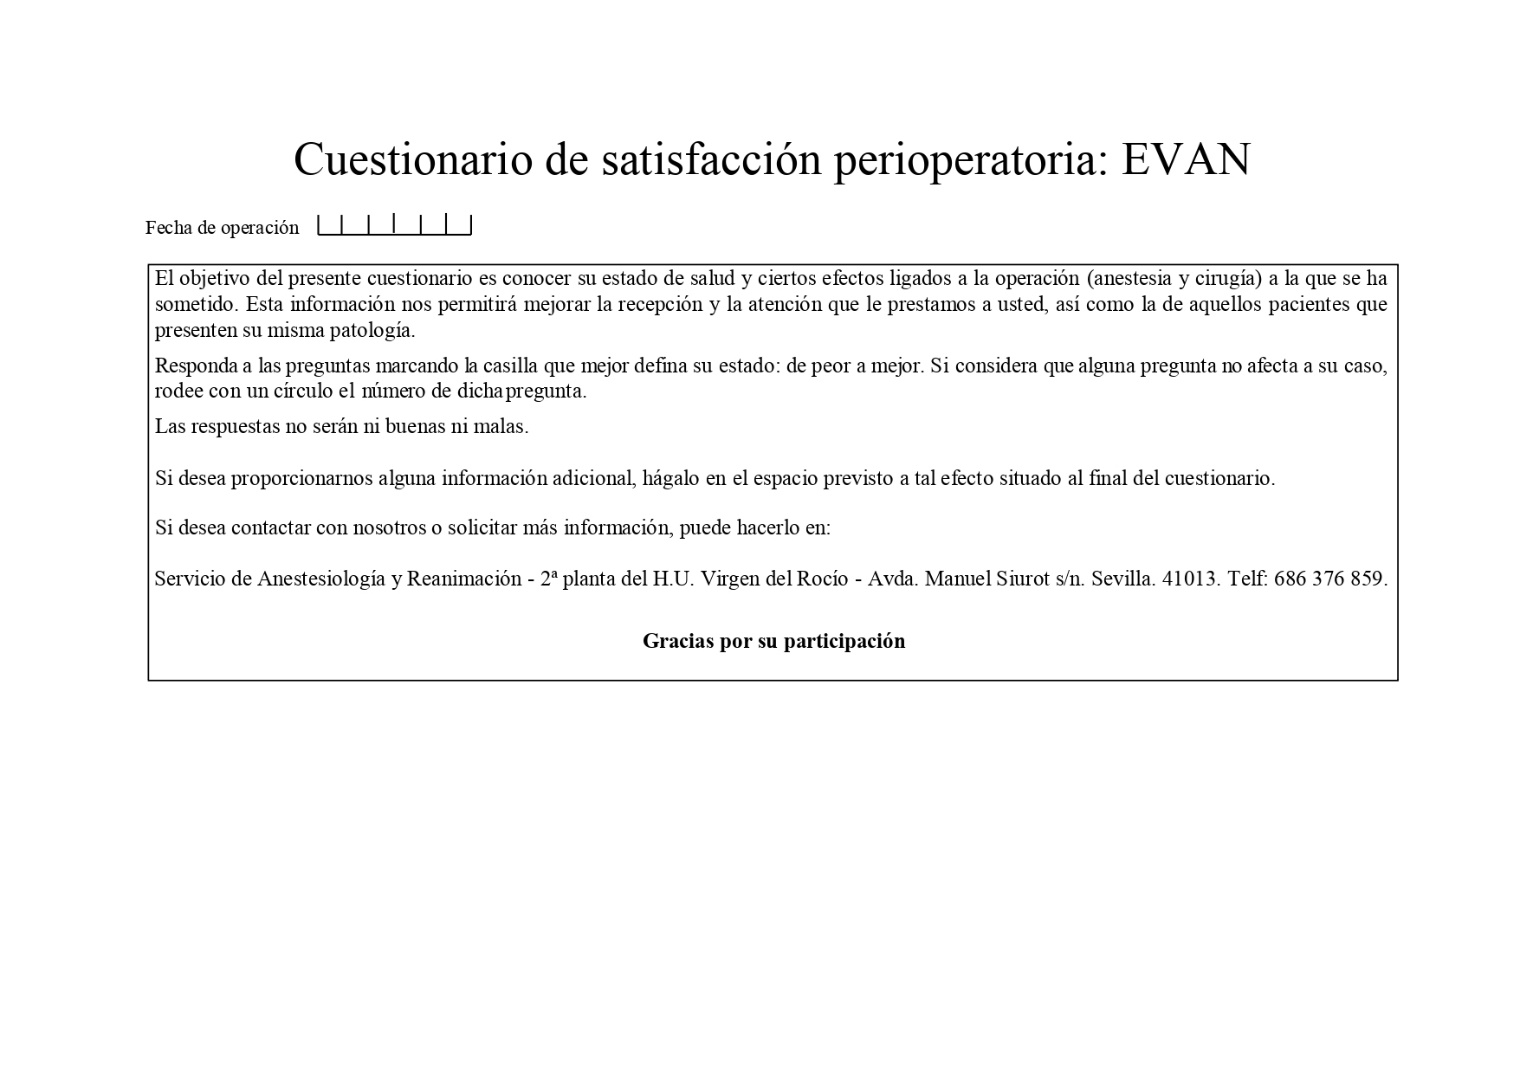 Cuestionario de satisfacción perioperatoria: EVAN
Fecha de operación
El objetivo del presente cuestionario es conocer su estado de salud y ciertos efectos ligados a la operación (anestesia y cirugía) a la que se ha
sometido. Esta información nos permitirá mejorar la recepción y la atención que le prestamos a usted, así como la de aquellos pacientes que
presenten su misma patología.
Responda a las preguntas marcando la casilla que mejor defina su estado: de peor a mejor. Si considera que alguna pregunta no afecta a su caso,
rodee con un círculo el número de dicha pregunta.
Las respuestas no serán ni buenas ni malas.
Si desea proporcionarnos alguna información adicional, hágalo en el espacio previsto a tal efecto situado al final del cuestionario.
Si desea contactar con nosotros o solicitar más información, puede hacerlo en:
Servicio de Anestesiología y Reanimación - 2ª planta del H.U. Virgen del Rocío - Avda. Manuel Siurot s/n. Sevilla. 41013. Telf: 686 376 859.
Gracias por su participación